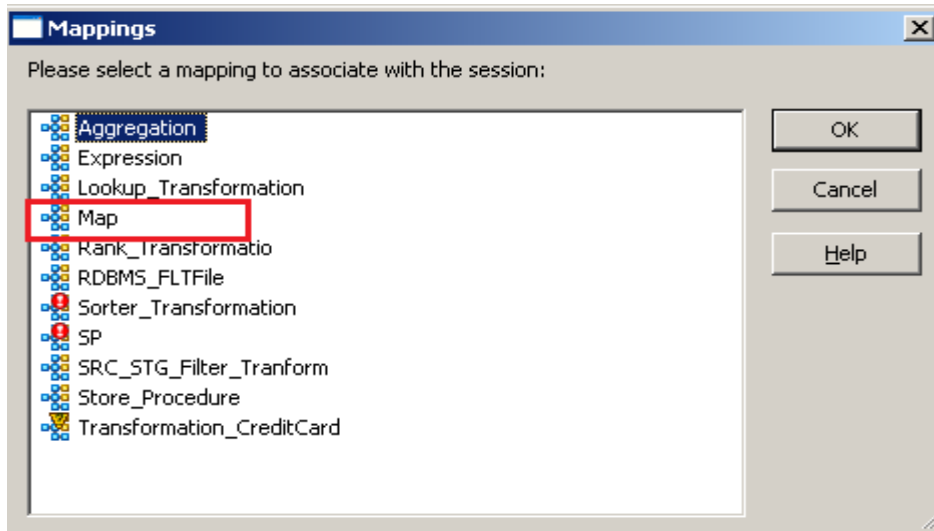 Mappings
Please select a mapping to associate with the session:
Aggregation
Expression
Lookup_Transformation
Map
Rank_Transformatio
RDBMS_FLTFile
Sorter_Transformation
SP
SRC_STG_Filter_Tranform
Store_Procedure
Transformation_CreditCard
OK
Cancel
Help